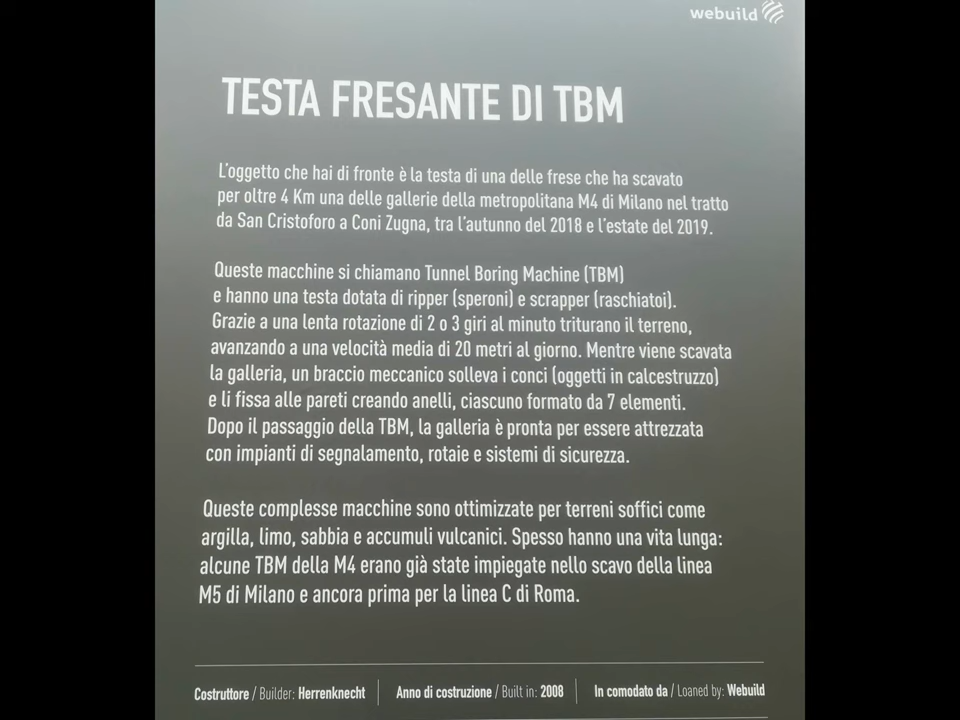 webuild
TESTA FRESANTE DI TBM
L'oggetto che hai di fronte è la testa di una delle frese che ha scavato
per oltre 4 Km una delle gallerie della metropolitana M4 di Milano nel tratto
da San Cristoforo a Coni Zugna, tra l'autunno del 2018 e l'estate del 2019.
Queste macchine si chiamano Tunnel Boring Machine (TBM)
e hanno una testa dotata di ripper (speroni) e scrapper (raschiatoi).
Grazie a una lenta rotazione di 2 o 3 giri al minuto triturano il terreno,
avanzando a una velocità media di 20 metri al giorno. Mentre viene scavata
la galleria, un braccio meccanico solleva i conci (oggetti in calcestruzzo)
e li fissa alle pareti creando anelli, ciascuno formato da 7 elementi.
Dopo il passaggio della TBM, la galleria è pronta per essere attrezzata
con impianti di segnalamento, rotaie e sistemi di sicurezza.
Queste complesse macchine sono ottimizzate per terreni soffici come
argilla, limo, sabbia e accumuli vulcanici. Spesso hanno una vita lunga:
alcune TBM della M4 erano già state impiegate nello scavo della linea
M5 di Milano e ancora prima per la linea C di Roma.
Costruttore / Builder: Herrenknecht Anno di costruzione / Built in: 2008 In comodato da / Loaned by: Webuild